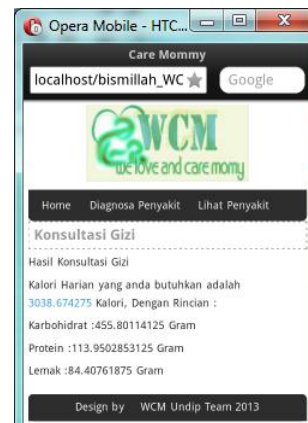 Opera Mobile - HTC...
Care Mommy
localhost/bismillah_WC
Google
WCM
we love and care momy
Home Diagnosa Penyakit Lihat Penyakit
Konsultasi Gizi
Hasil Konsultasi Gizi
Kalori Harian yang anda butuhkan adalah
3038.674275 Kalori, Dengan Rincian :
Karbohidrat :455.80114125 Gram
Protein :113.9502853125 Gram
Lemak :84.40761875 Gram
Design by WCM Undip Team 2013